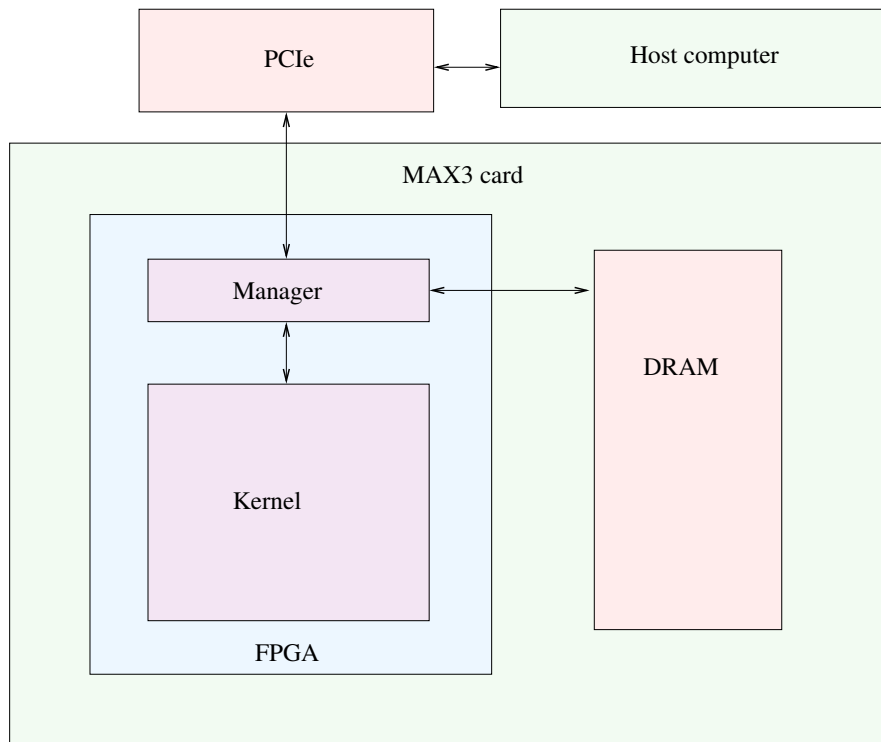 PCIe
Host computer
MAX3 card
Manager
DRAM
Kernel
FPGA